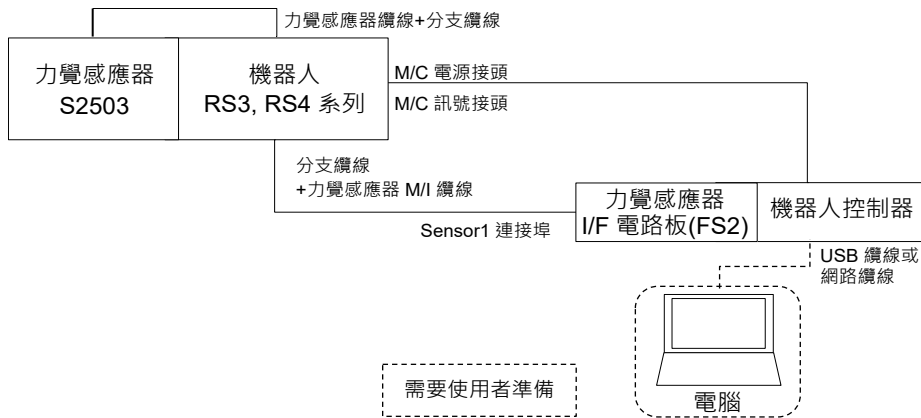 力覺感應器纜線+分支纜線
力覺感應器
S2503
機器人
RS3, RS4 系列
M/C 電源接頭
M/C 訊號接頭
分支纜線
+力覺感應器 M/I 纜線
Sensor1 連接埠
力覺感應器
I/F 電路板(FS2)
機器人控制器
USB 纜線或
網路纜線
需要使用者準備
電腦